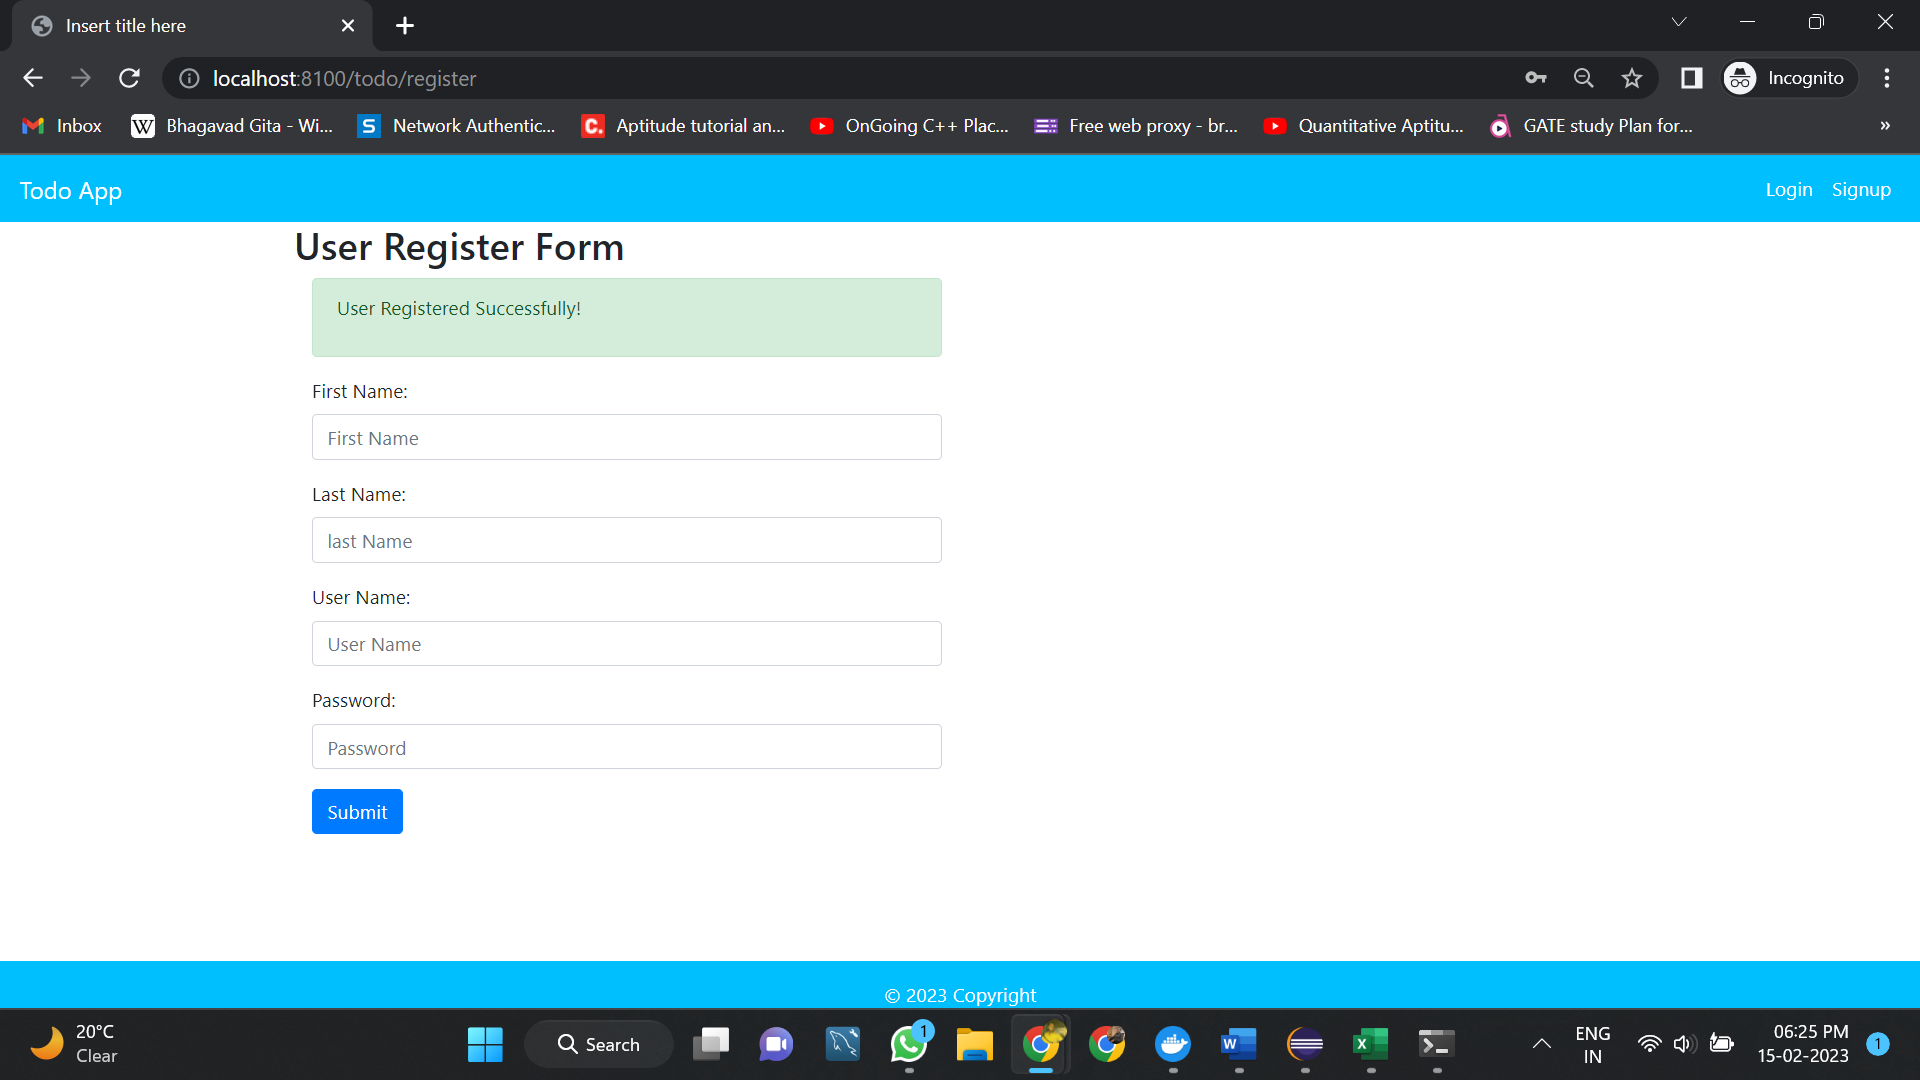 Insert title here
localhost:8100/todo/register
Incognito
Inbox
W
Bhagavad Gita - Wi...
S
Network Authentic...
C.
Aptitude tutorial an...
OnGoing C++ Plac...
Free web proxy - br...
Quantitative Aptitu...
GATE study Plan for...
»
Todo App
Login
Signup
User Register Form
User Registered Successfully!
First Name:
First Name
Last Name:
last Name
User Name:
User Name
Password:
Password
Submit
© 2023 Copyright
20°C
Clear
Search
1
W
X
ENG
IN
06:25 PM
15-02-2023
1